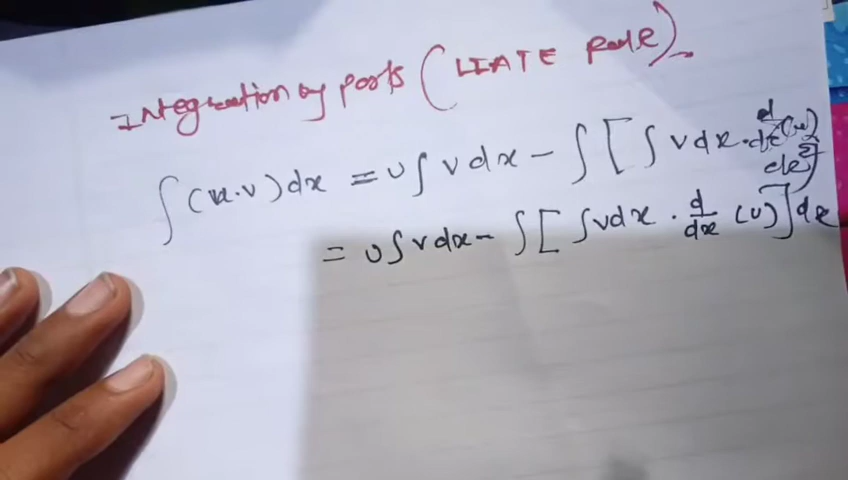 Integration by parts (LIATE Rule)
∫(u.v)dx = u∫vdx - ∫[∫vdx.d/dx(u)]dx
= u∫vdx - ∫[∫vdx . d/dx (u)]dx